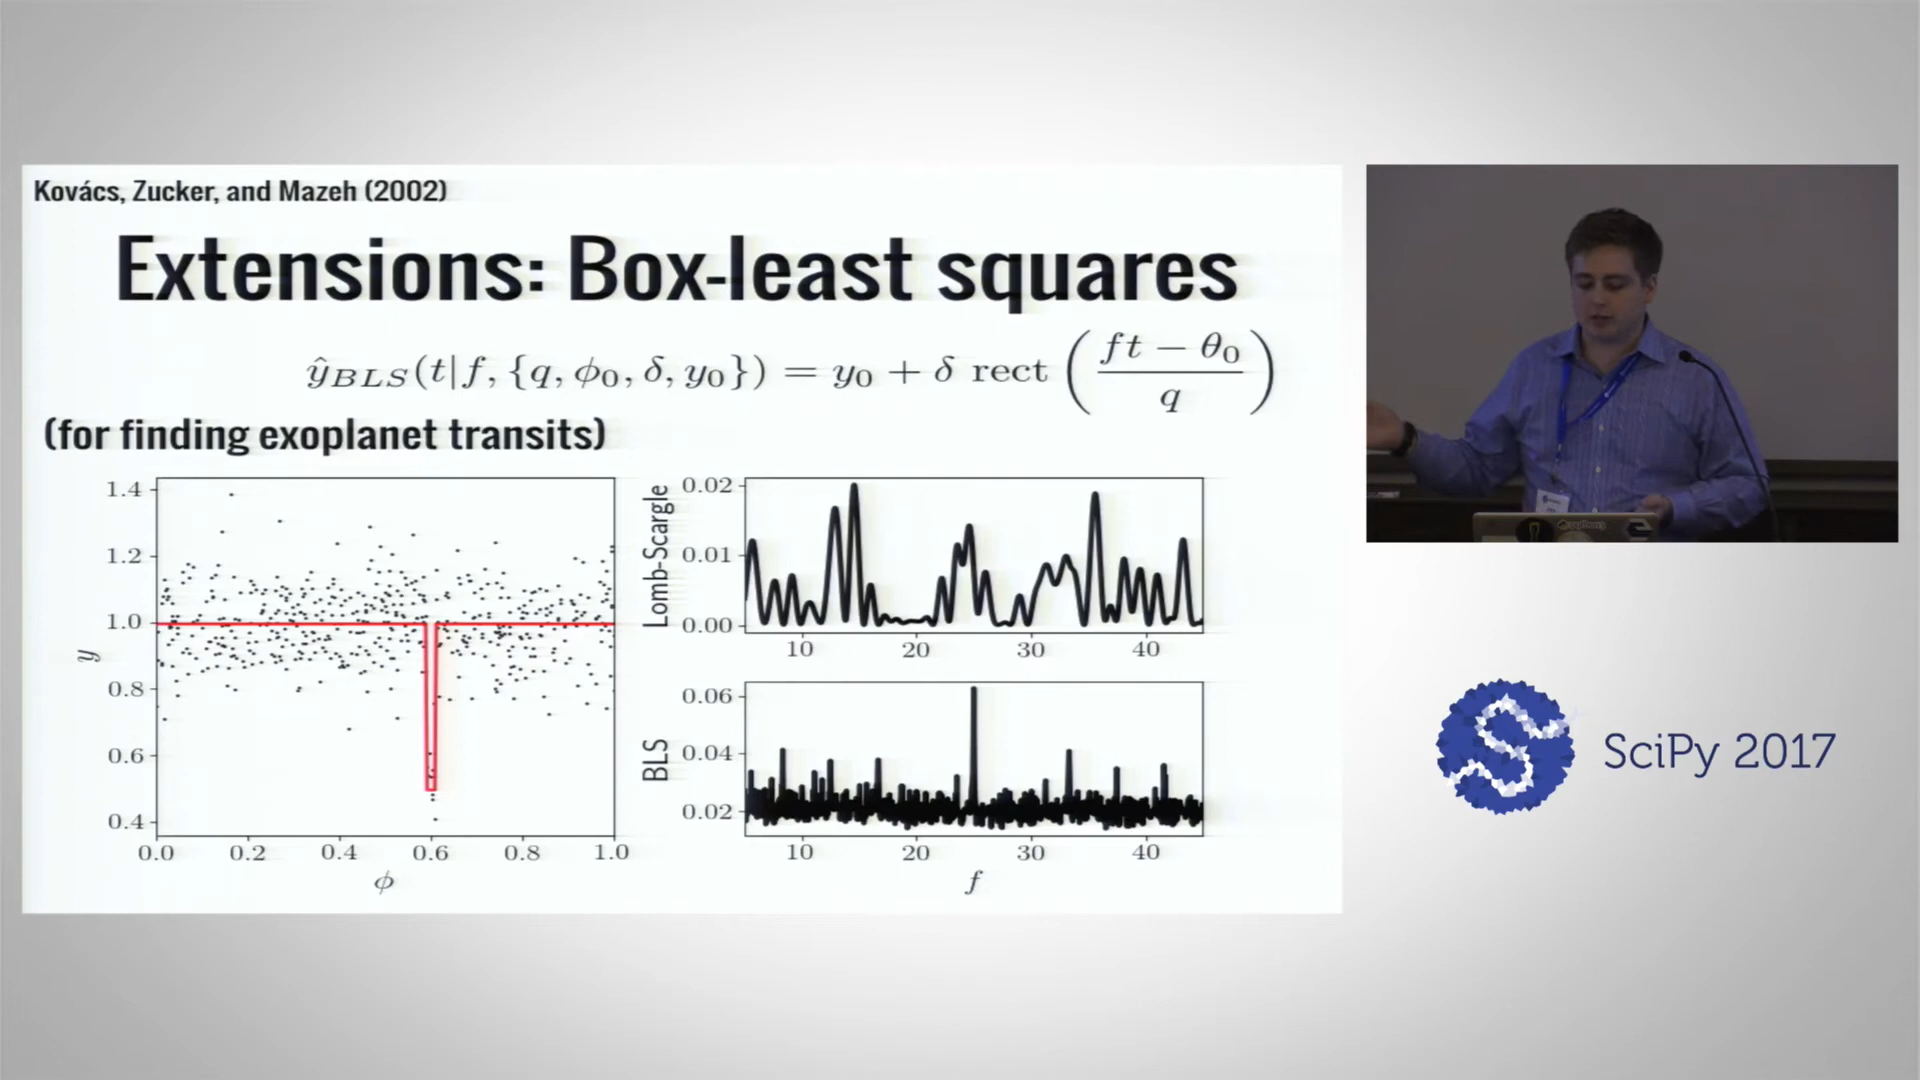 Kovács, Zucker, and Mazeh (2002)
Extensions: Box-least squares
ŷ_{BLS}(t|f, {q, ϕ₀, δ, y₀}) = y₀ + δ rect ( (ft − θ₀) / q )
(for finding exoplanet transits)
1.4
1.2
1.0
0.8
0.6
0.4
y
0.0 0.2 0.4 0.6 0.8 1.0
ϕ
Lomb-Scargle
0.02
0.01
0.00
10 20 30 40
BLS
0.06
0.04
0.02
10 20 30 40
f
SciPy 2017